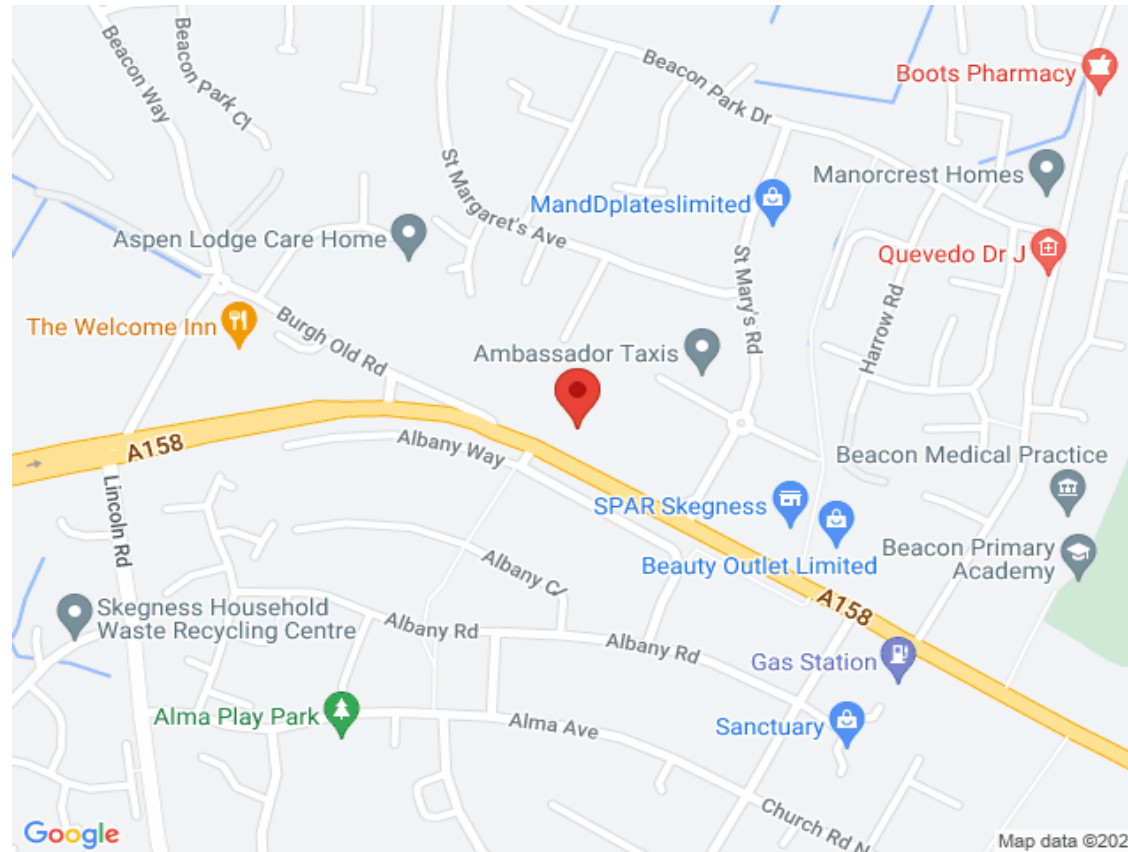 Beacon Way
Beacon Park Cl
Beacon Park Dr
Boots Pharmacy
St Margaret's Ave
Manorcrest Homes
MandDplateslimited
Aspen Lodge Care Home
Quevedo Dr J
St Mary's Rd
Harrow Rd
The Welcome Inn
Burgh Old Rd
Ambassador Taxis
A158
Albany Way
Beacon Medical Practice
Lincoln Rd
SPAR Skegness
Beauty Outlet Limited
Beacon Primary
Academy
Albany C
A158
Skegness Household
Waste Recycling Centre
Albany Rd
Albany Rd
Gas Station
Alma Play Park
Alma Ave
Sanctuary
Church Rd N
Google
Map data ©202